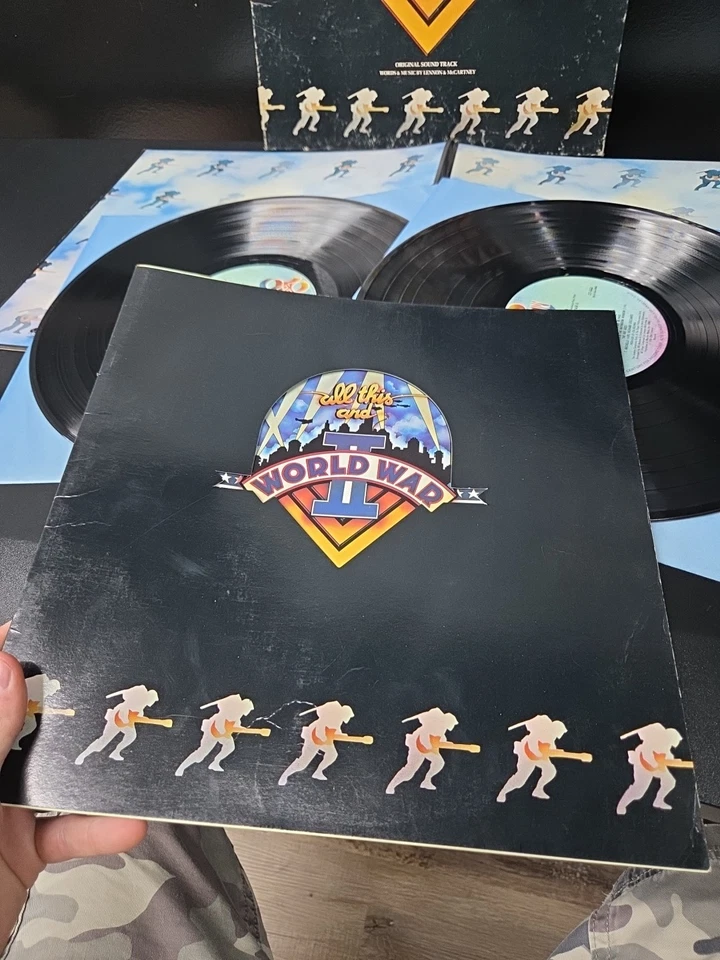 ORIGINAL SOUND TRACK
WORDS & MUSIC BY LENNON & McCARTNEY
all this
and
WORLD WAR
II